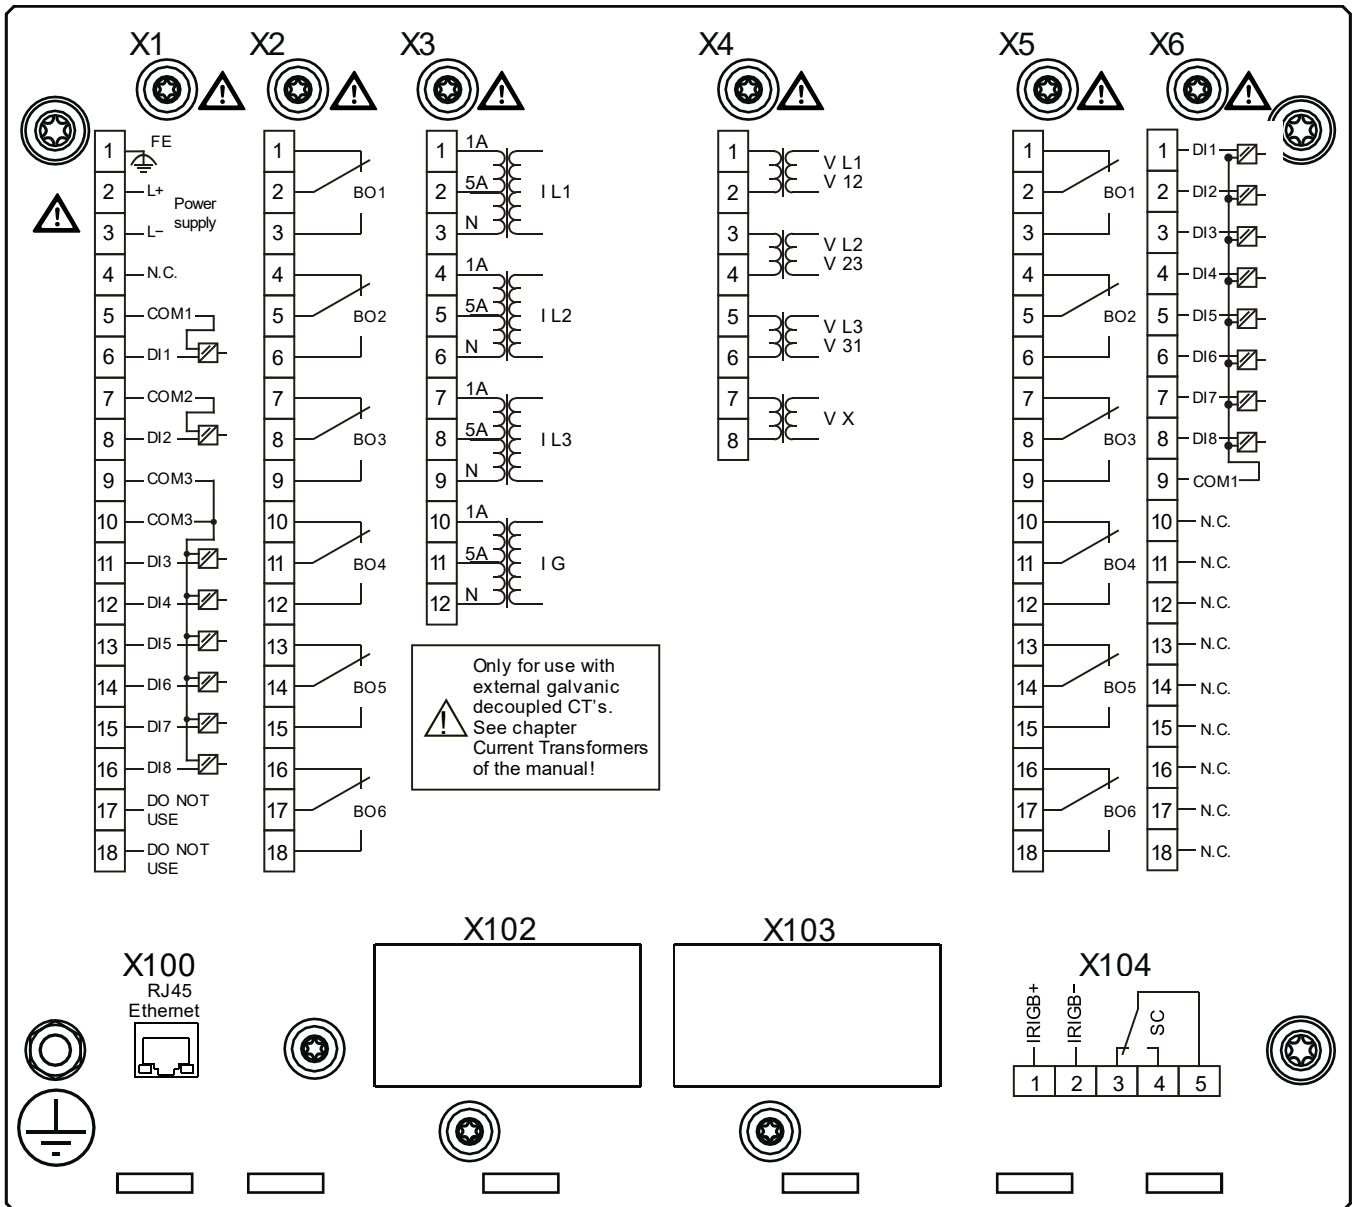 X1
X2
X3
X4
X5
X6
1 FE
2 L+
Power
supply
3 L−
4 N.C.
5 COM1
6 DI1
7 COM2
8 DI2
9 COM3
10 COM3
11 DI3
12 DI4
13 DI5
14 DI6
15 DI7
16 DI8
17 DO NOT
USE
18 DO NOT
USE
1
2 BO1
3
4
5 BO2
6
7
8 BO3
9
10
11 BO4
12
13
14 BO5
15
16
17 BO6
18
1 1A
2 5A I L1
3 N
4 1A
5 5A I L2
6 N
7 1A
8 5A I L3
9 N
10 1A
11 5A I G
12 N
Only for use with
external galvanic
decoupled CT's.
See chapter
Current Transformers
of the manual!
1 V L1
2 V 12
3 V L2
4 V 23
5 V L3
6 V 31
7 V X
8
1
2 BO1
3
4
5 BO2
6
7
8 BO3
9
10
11 BO4
12
13
14 BO5
15
16
17 BO6
18
1 DI1
2 DI2
3 DI3
4 DI4
5 DI5
6 DI6
7 DI7
8 DI8
9 COM1
10 N.C.
11 N.C.
12 N.C.
13 N.C.
14 N.C.
15 N.C.
16 N.C.
17 N.C.
18 N.C.
X100
RJ45
Ethernet
X102
X103
X104
IRIGB+
IRIGB-
SC
1 2 3 4 5